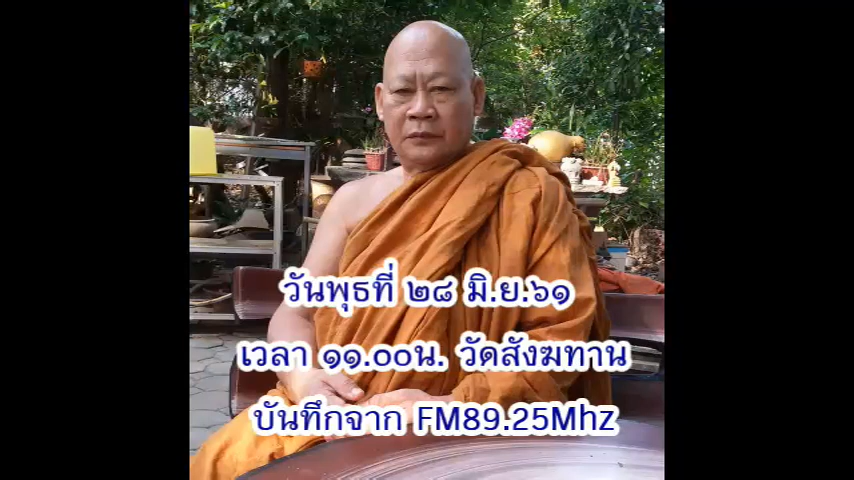 วันพุธที่ ๒๘ มิ.ย.๖๑
เวลา ๑๑.๐๐น. วัดสังฆทาน
บันทึกจาก FM89.25Mhz